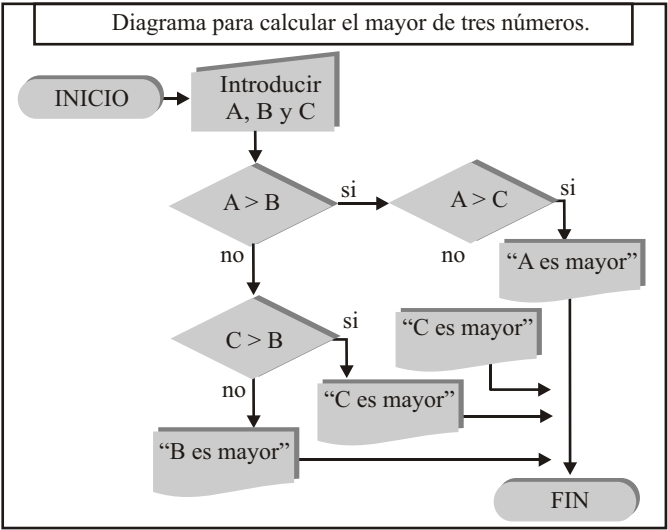 Diagrama para calcular el mayor de tres números.
INICIO
Introducir
A, B y C
A > B
si
A > C
si
no
no
“A es mayor”
C > B
si
“C es mayor”
no
“C es mayor”
“B es mayor”
FIN